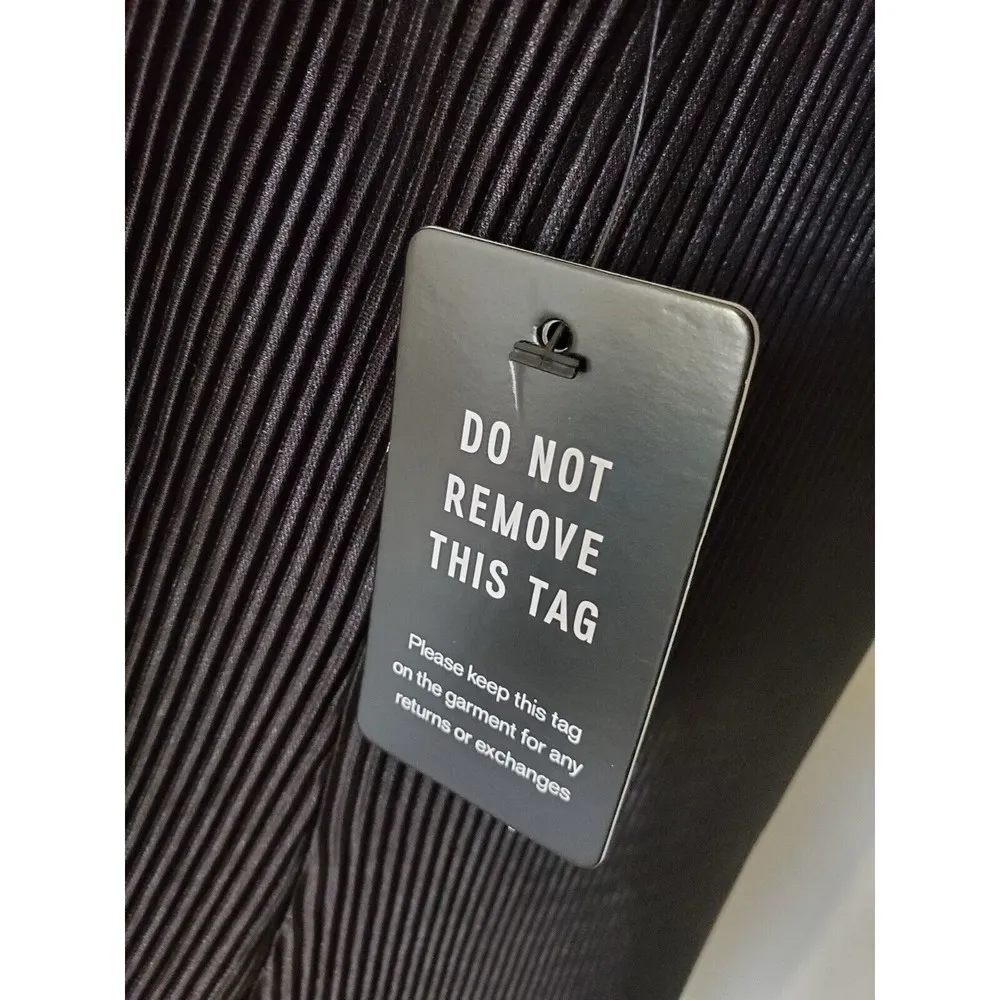 DO NOT
REMOVE
THIS TAG
Please keep this tag
on the garment for any
returns or exchanges